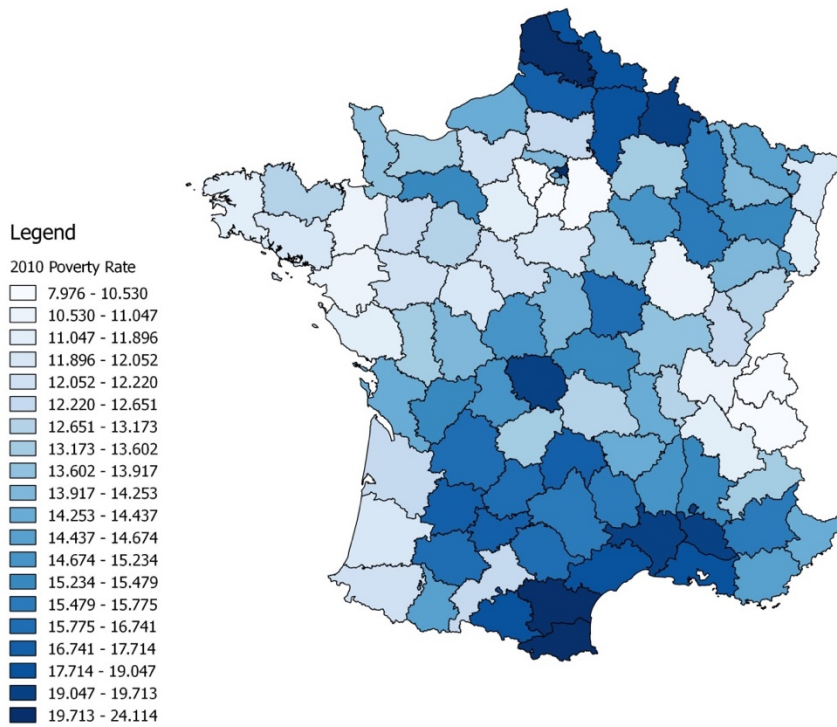 Legend
2010 Poverty Rate
7.976 - 10.530
10.530 - 11.047
11.047 - 11.896
11.896 - 12.052
12.052 - 12.220
12.220 - 12.651
12.651 - 13.173
13.173 - 13.602
13.602 - 13.917
13.917 - 14.253
14.253 - 14.437
14.437 - 14.674
14.674 - 15.234
15.234 - 15.479
15.479 - 15.775
15.775 - 16.741
16.741 - 17.714
17.714 - 19.047
19.047 - 19.713
19.713 - 24.114